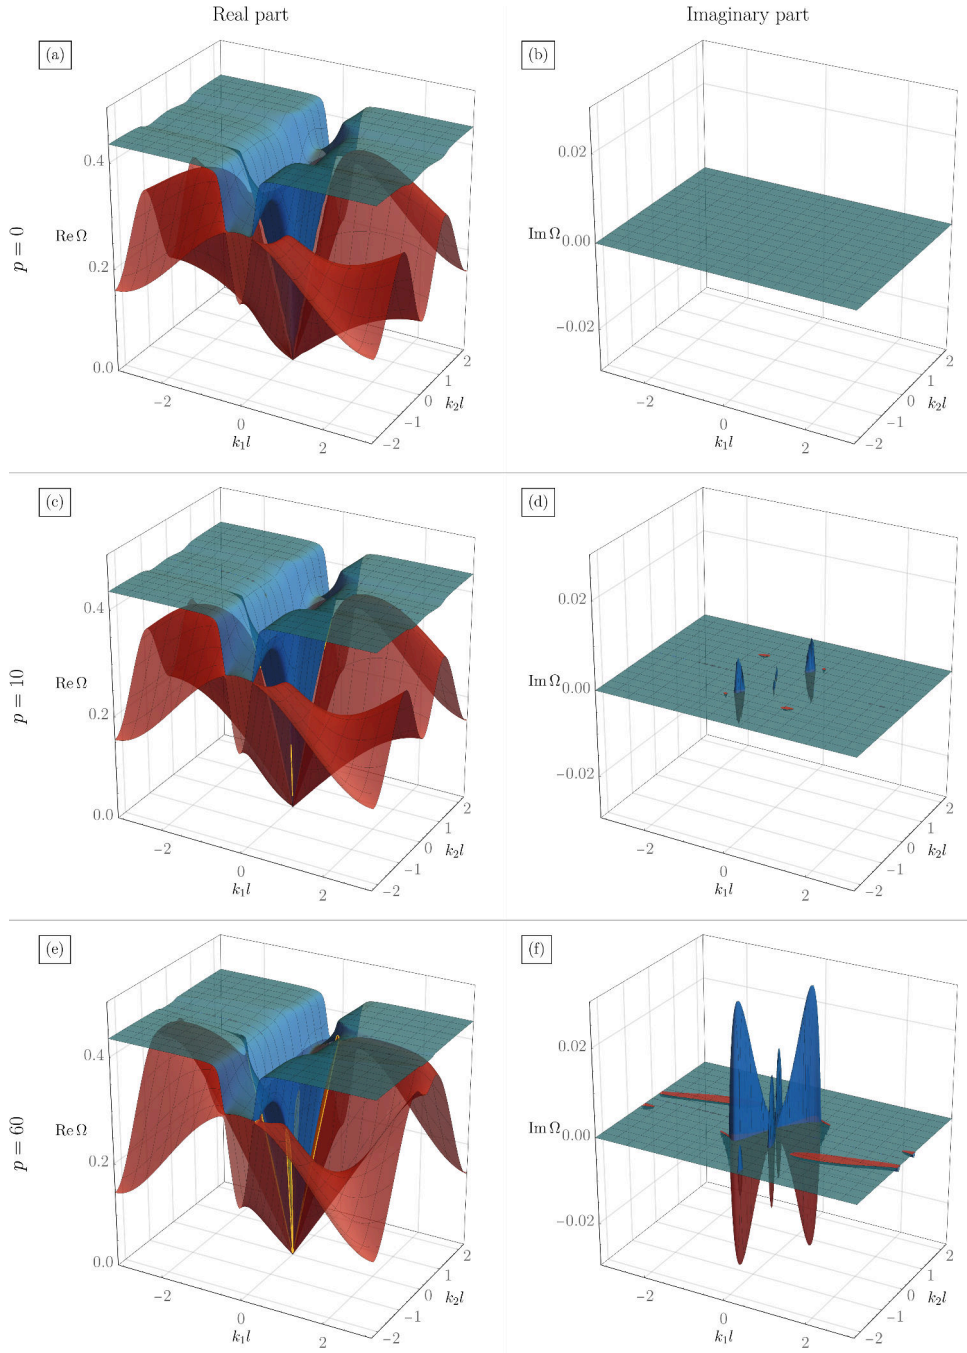 Real part
Imaginary part
(a)
(b)
p = 0
Re Ω
0.4
0.2
0.0
−2
0
2
k₁l
−2
−1
0
1
2
k₂l
Im Ω
0.02
0.00
−0.02
−2
0
2
k₁l
−2
−1
0
1
2
k₂l
(c)
(d)
p = 10
Re Ω
0.4
0.2
0.0
−2
0
2
k₁l
−2
−1
0
1
2
k₂l
Im Ω
0.02
0.00
−0.02
−2
0
2
k₁l
−2
−1
0
1
2
k₂l
(e)
(f)
p = 60
Re Ω
0.4
0.2
0.0
−2
0
2
k₁l
−2
−1
0
1
2
k₂l
Im Ω
0.02
0.00
−0.02
−2
0
2
k₁l
−2
−1
0
1
2
k₂l